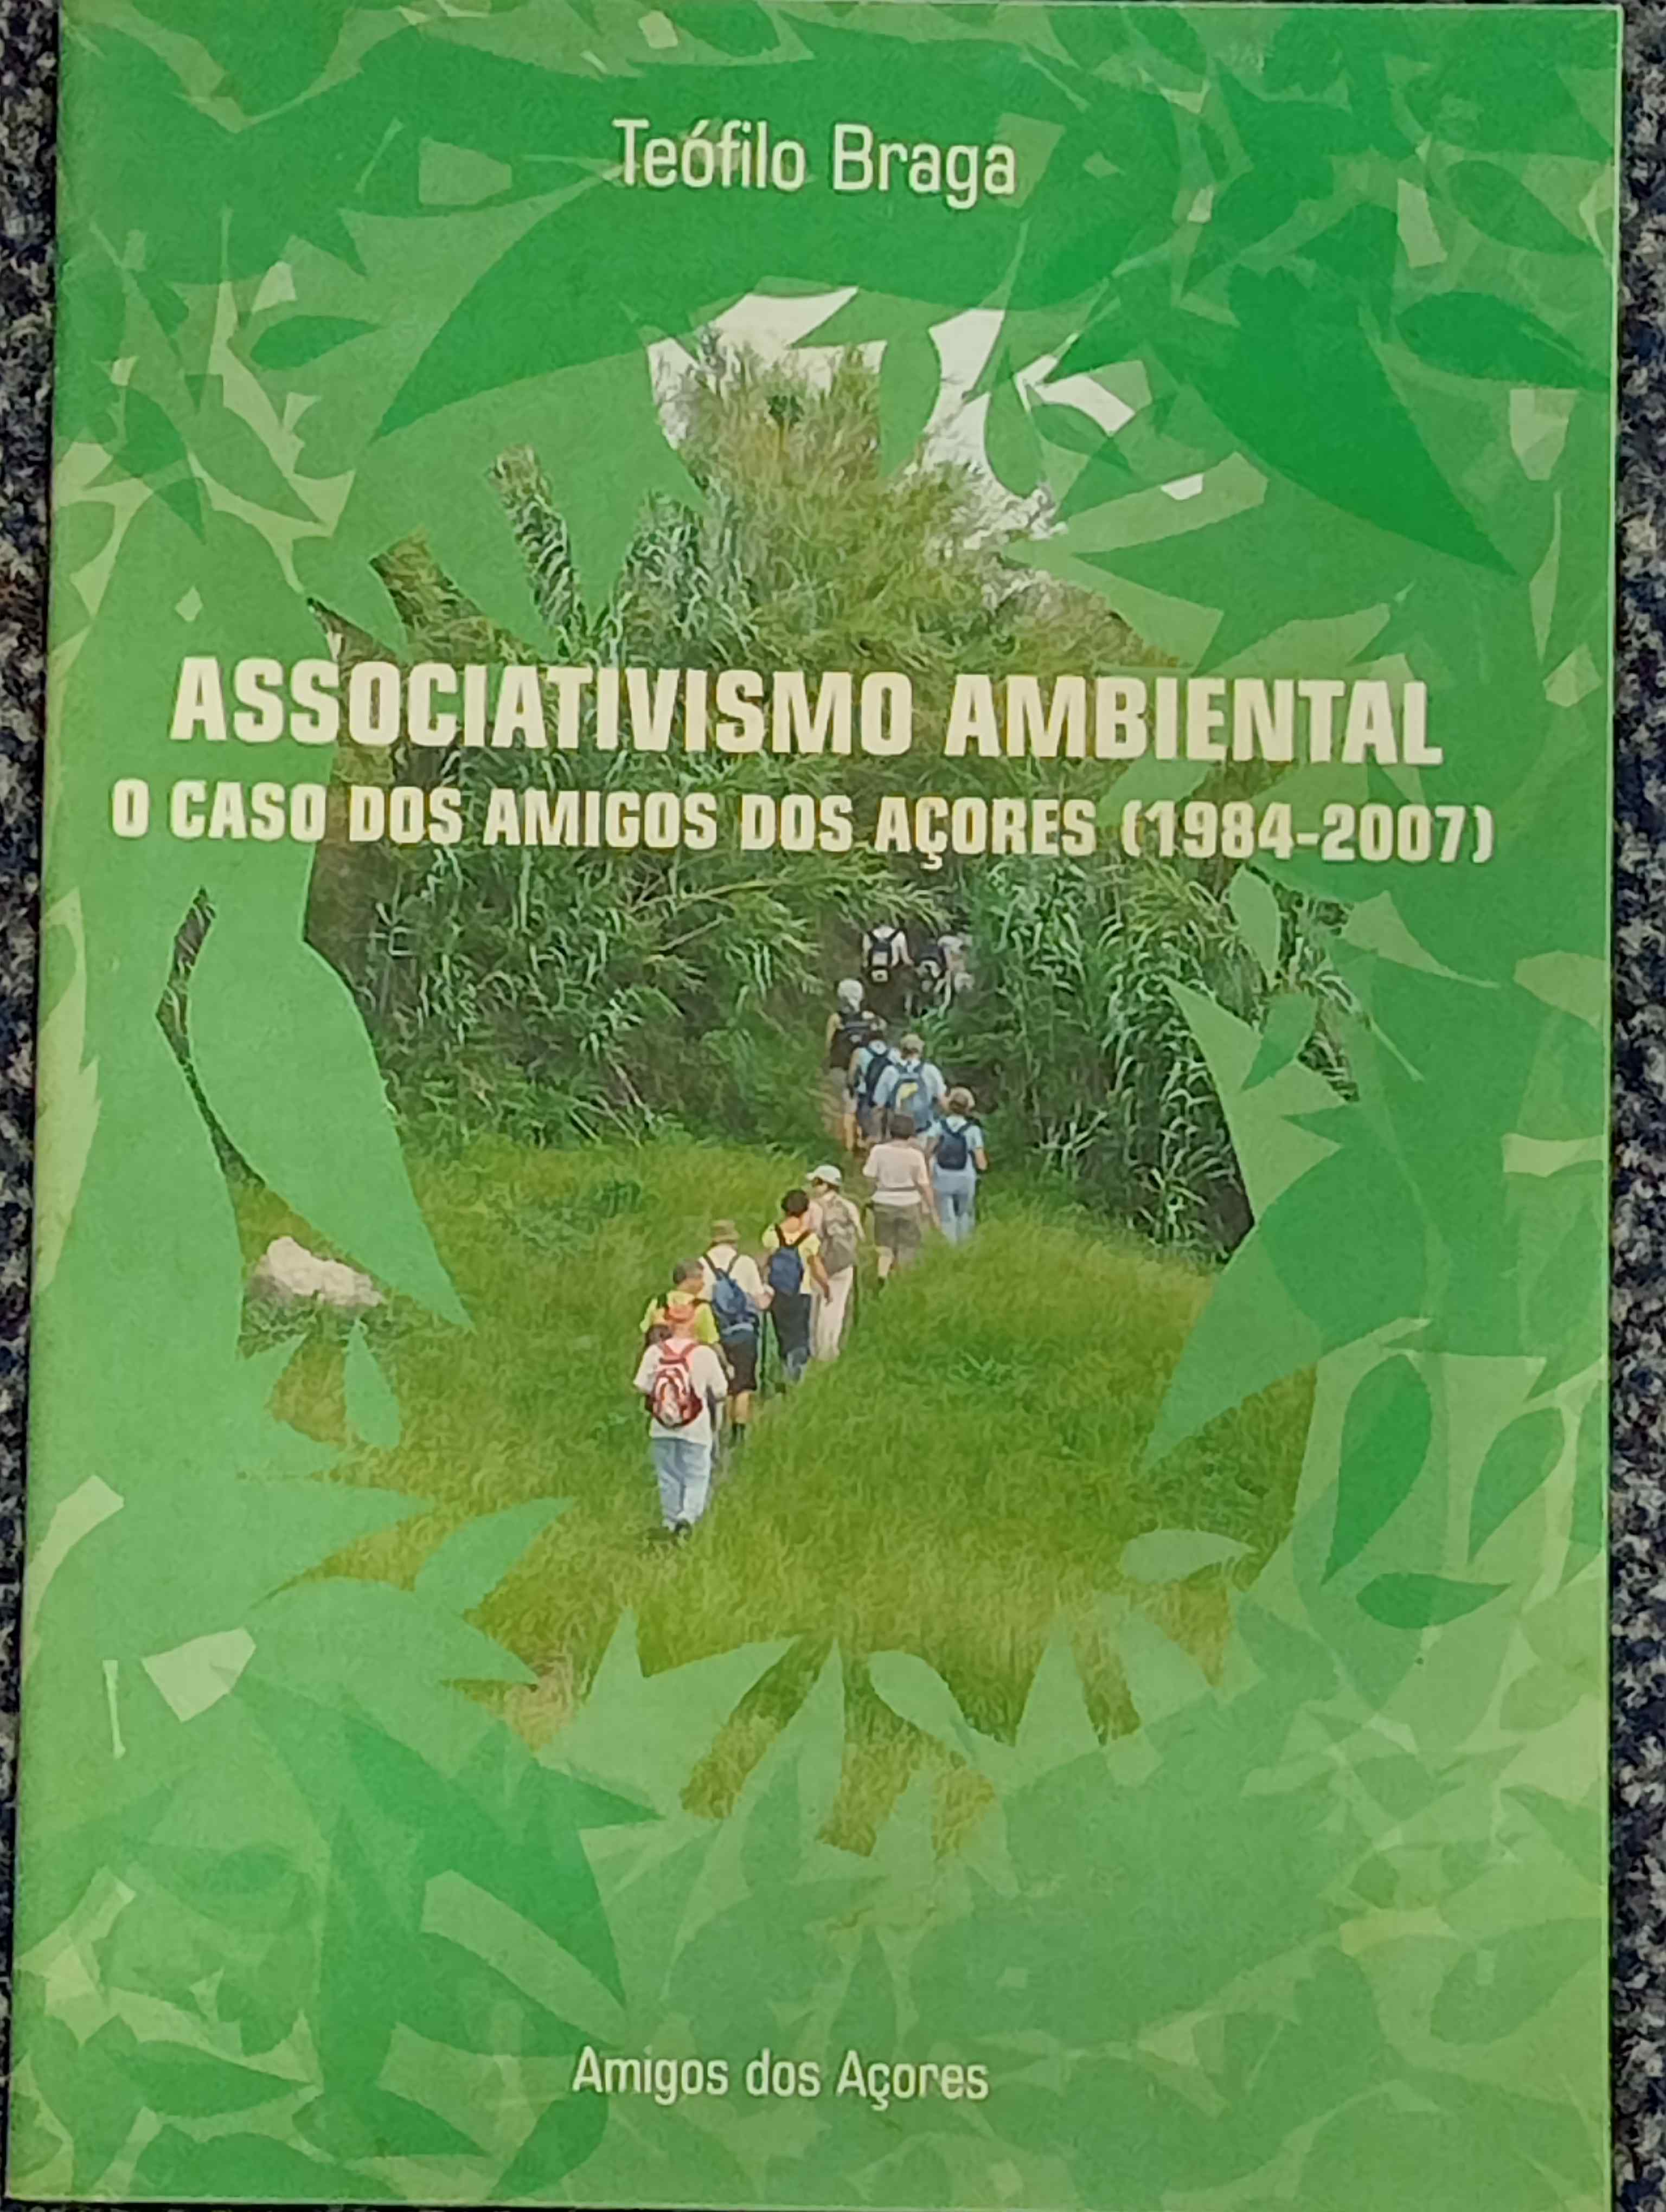 Teófilo Braga
ASSOCIATIVISMO AMBIENTAL
O CASO DOS AMIGOS DOS AÇORES (1984-2007)
Amigos dos Açores